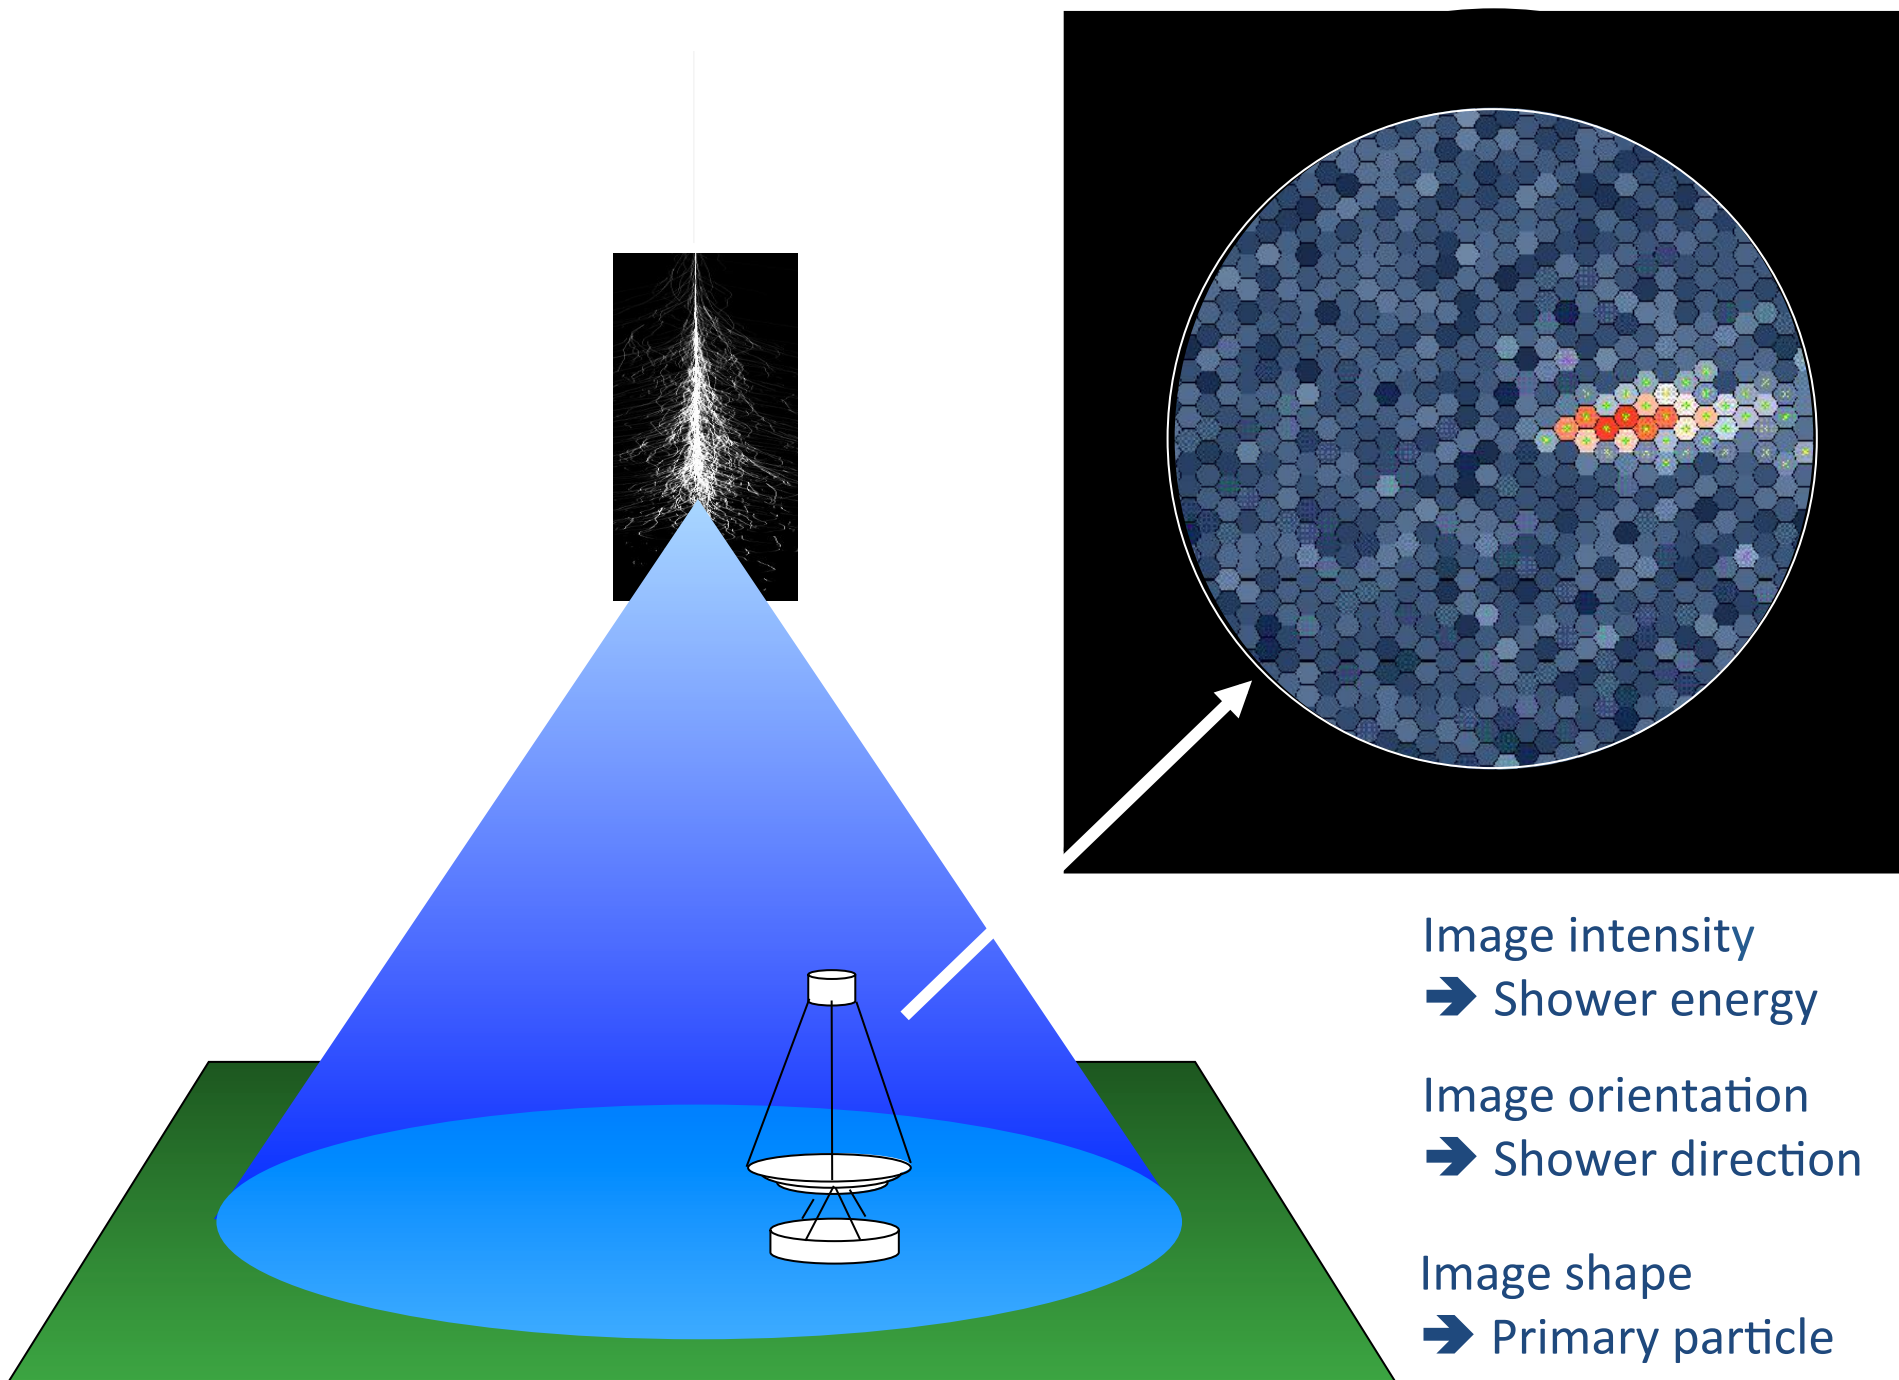 Image intensity
➔ Shower energy
Image orientation
➔ Shower direction
Image shape
➔ Primary particle